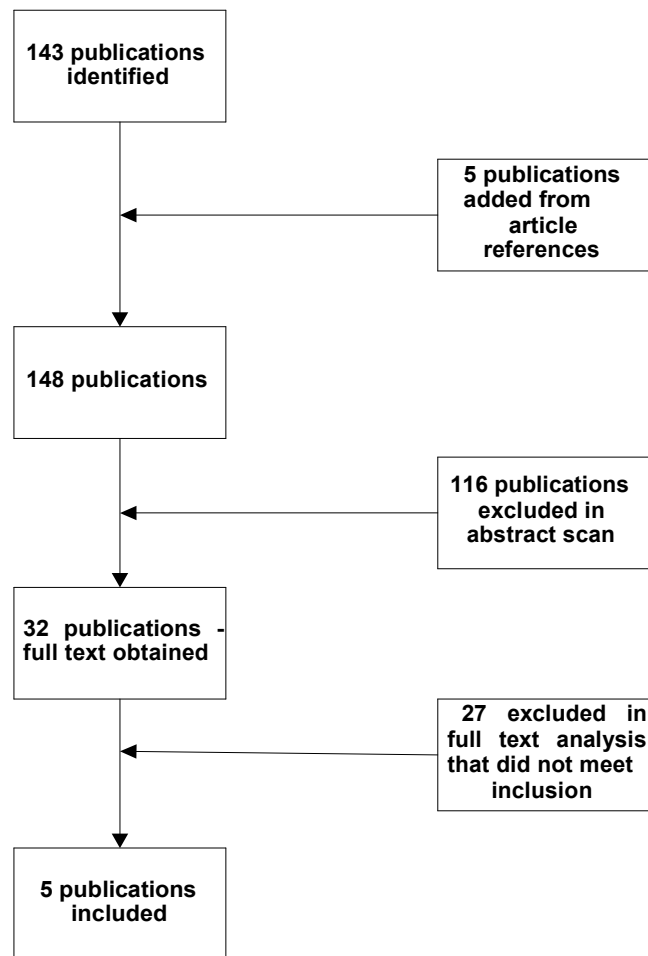 143 publications
identified
5 publications
added from
article
references
148 publications
116 publications
excluded in
abstract scan
32 publications -
full text obtained
27 excluded in
full text analysis
that did not meet
inclusion
5 publications
included